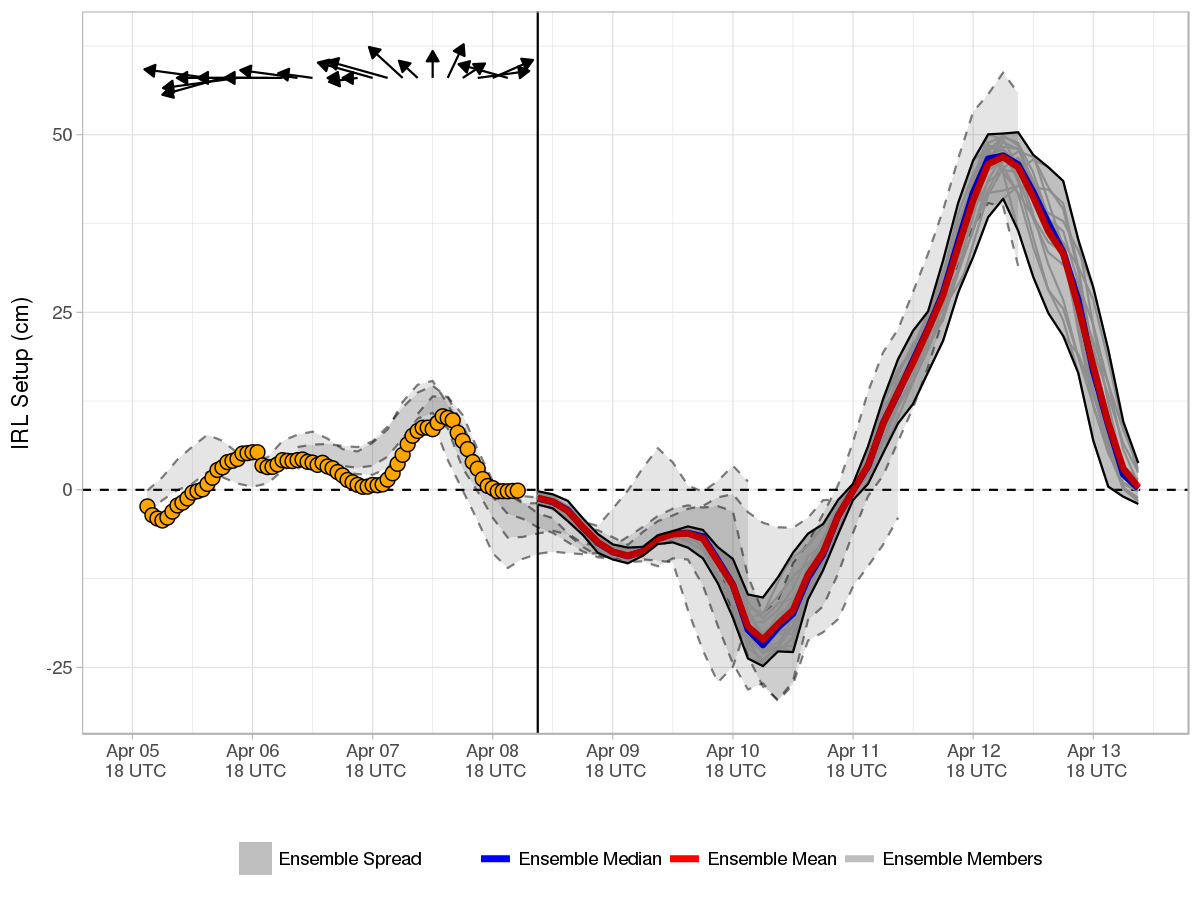 IRL Setup (cm)
50
25
0
-25
Apr 05 18 UTC
Apr 06 18 UTC
Apr 07 18 UTC
Apr 08 18 UTC
Apr 09 18 UTC
Apr 10 18 UTC
Apr 11 18 UTC
Apr 12 18 UTC
Apr 13 18 UTC
Ensemble Spread
Ensemble Median
Ensemble Mean
Ensemble Members